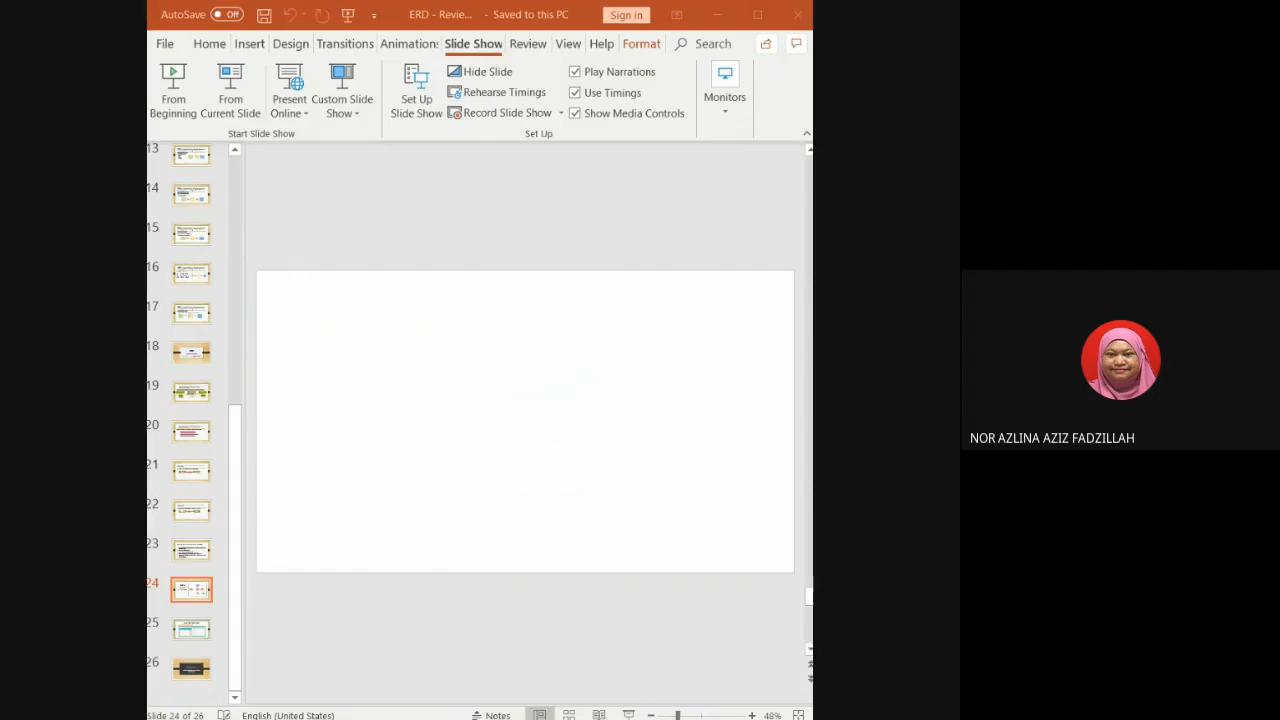 AutoSave Off ERD - Revie... - Saved to this PC Sign in
File Home Insert Design Transitions Animations Slide Show Review View Help Format Search
From Beginning
From Current Slide
Present Online
Custom Slide Show
Start Slide Show
Set Up Slide Show
Hide Slide
Rehearse Timings
Record Slide Show
Play Narrations
Use Timings
Show Media Controls
Set Up
Monitors
13
14
15
16
17
18
19
20
21
22
23
24
25
26
NOR AZLINA AZIZ FADZILLAH
Slide 24 of 26 English (United States) Notes 48%